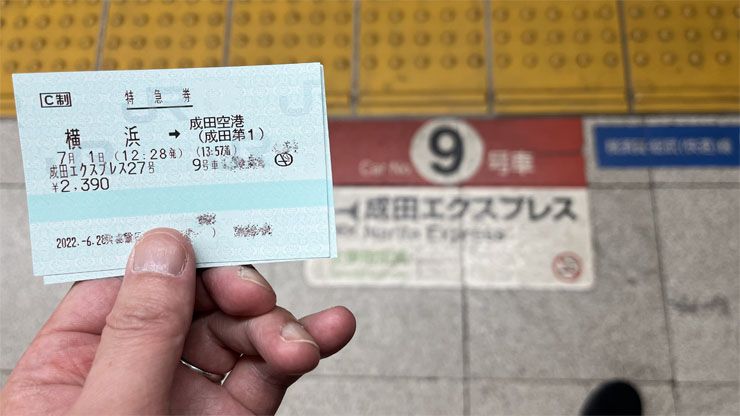 C制
特急券
横浜 → 成田空港
(成田第1)
7月 1日 (12:28発) (13:57着)
成田エクスプレス27号 9号車
¥2,390
2022.-6.28
Car No. 9 号車
成田エクスプレス
Narita Express